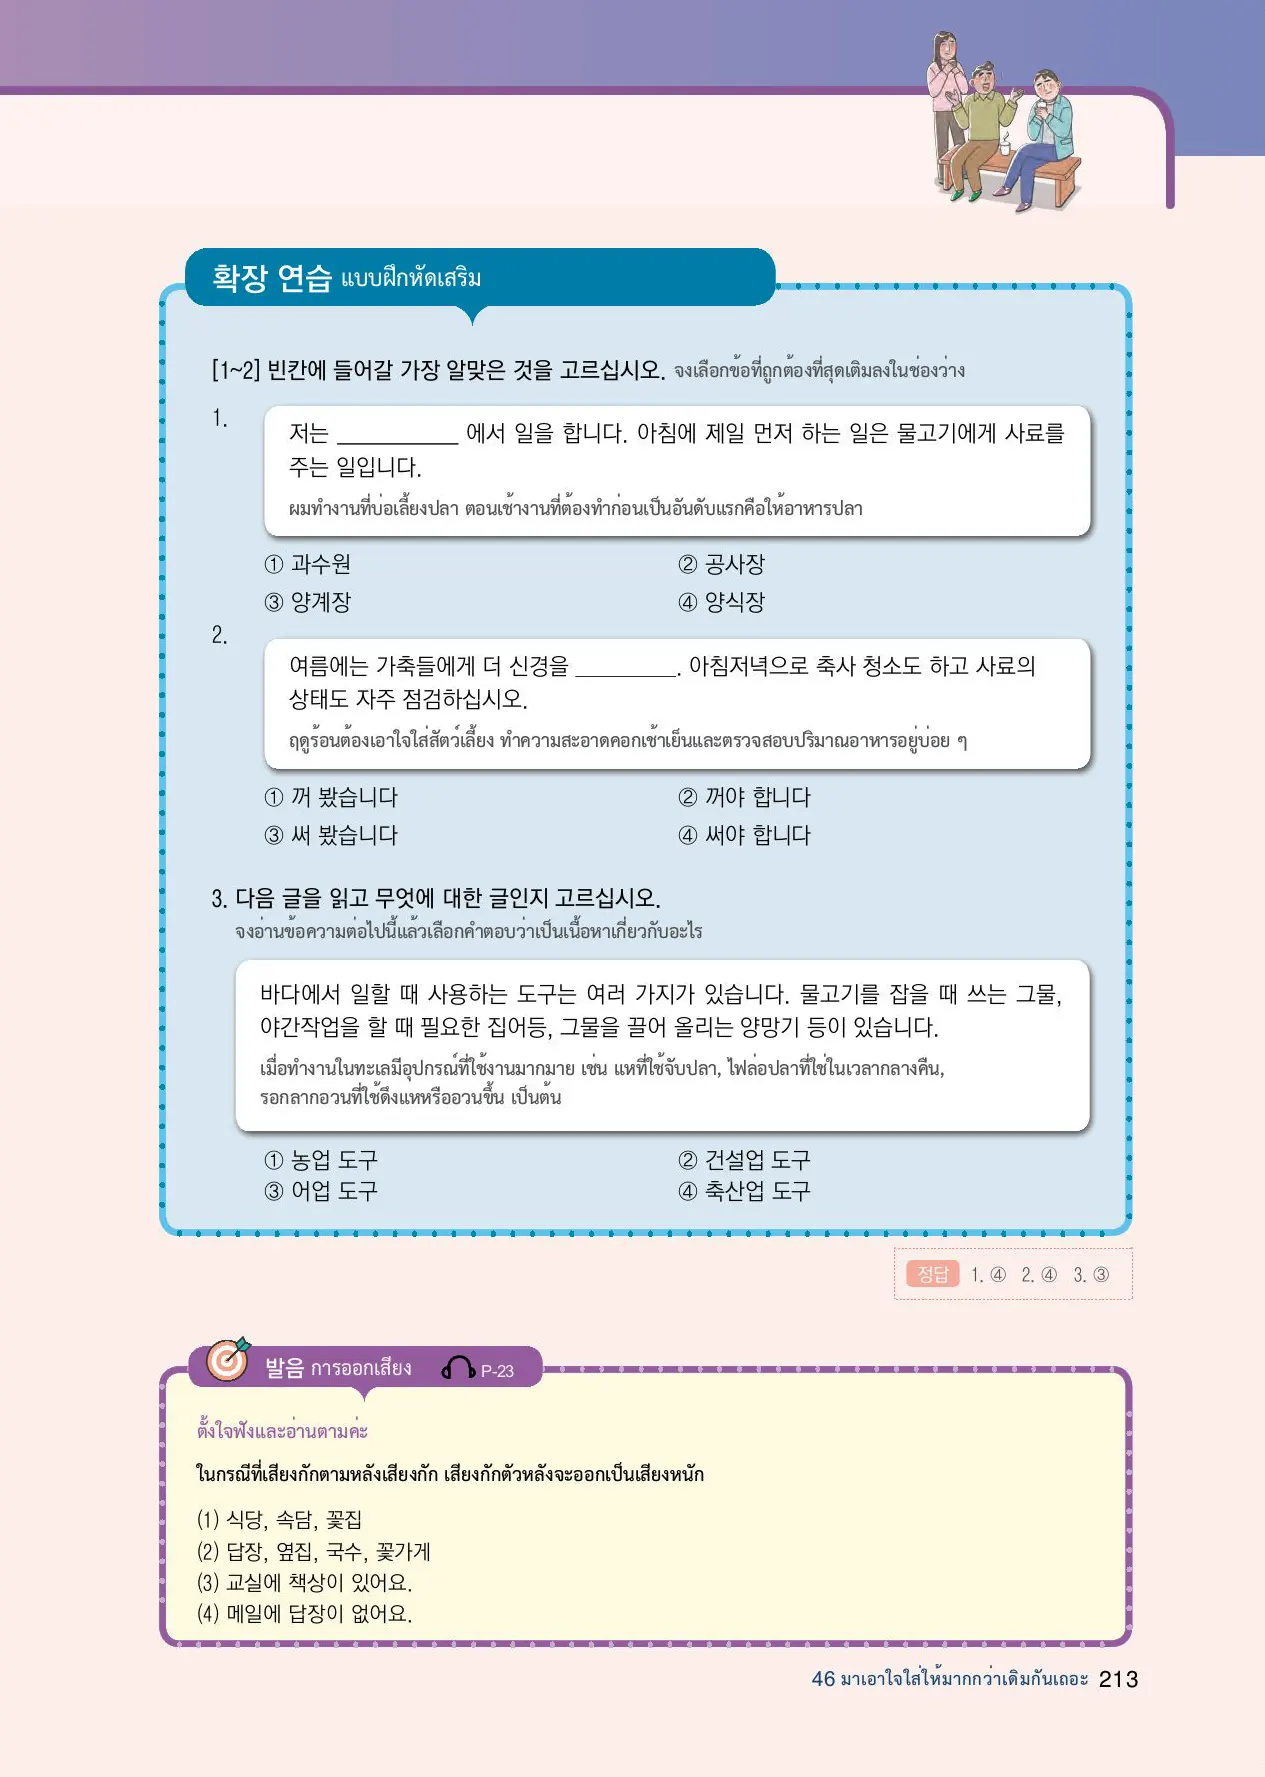 확장 연습 แบบฝึกหัดเสริม
[1~2] 빈칸에 들어갈 가장 알맞은 것을 고르십시오. จงเลือกข้อที่ถูกต้องที่สุดเติมลงในช่องว่าง
1.
저는 ___________ 에서 일을 합니다. 아침에 제일 먼저 하는 일은 물고기에게 사료를
주는 일입니다.
ผมทำงานที่บ่อเลี้ยงปลา ตอนเช้างานที่ต้องทำก่อนเป็นอันดับแรกคือให้อาหารปลา
① 과수원 ② 공사장
③ 양계장 ④ 양식장
2.
여름에는 가축들에게 더 신경을 _________. 아침저녁으로 축사 청소도 하고 사료의
상태도 자주 점검하십시오.
ฤดูร้อนต้องเอาใจใส่สัตว์เลี้ยง ทำความสะอาดคอกเช้าเย็นและตรวจสอบปริมาณอาหารอยู่บ่อย ๆ
① 꺼 봤습니다 ② 꺼야 합니다
③ 써 봤습니다 ④ 써야 합니다
3. 다음 글을 읽고 무엇에 대한 글인지 고르십시오.
จงอ่านข้อความต่อไปนี้แล้วเลือกคำตอบว่าเป็นเนื้อหาเกี่ยวกับอะไร
바다에서 일할 때 사용하는 도구는 여러 가지가 있습니다. 물고기를 잡을 때 쓰는 그물,
야간작업을 할 때 필요한 집어등, 그물을 끌어 올리는 양망기 등이 있습니다.
เมื่อทำงานในทะเลมีอุปกรณ์ที่ใช้งานมากมาย เช่น แหที่ใช้จับปลา, ไฟล่อปลาที่ใช่ในเวลากลางคืน,
รอกลากอวนที่ใช้ดึงแหหรืออวนขึ้น เป็นต้น
① 농업 도구 ② 건설업 도구
③ 어업 도구 ④ 축산업 도구
정답 1. ④ 2. ④ 3. ③
발음 การออกเสียง P-23
ตั้งใจฟังและอ่านตามค่ะ
ในกรณีที่เสียงกักตามหลังเสียงกัก เสียงกักตัวหลังจะออกเป็นเสียงหนัก
(1) 식당, 속담, 꽃집
(2) 답장, 옆집, 국수, 꽃가게
(3) 교실에 책상이 있어요.
(4) 메일에 답장이 없어요.
46 มาเอาใจใส่ให้มากกว่าเดิมกันเถอะ 213